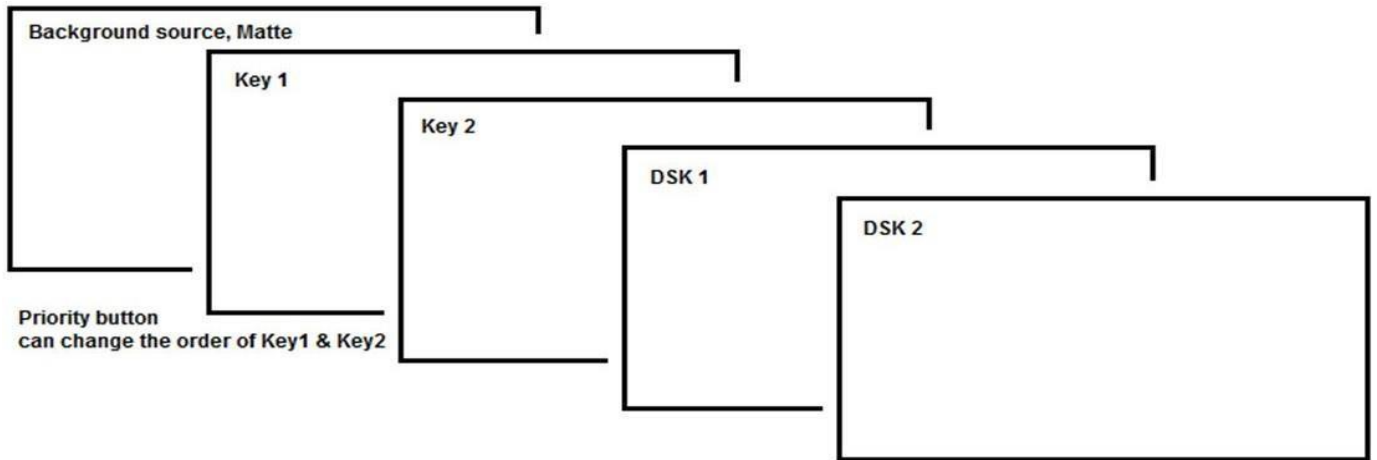 Background source, Matte
Key 1
Key 2
DSK 1
DSK 2
Priority button
can change the order of Key1 & Key2